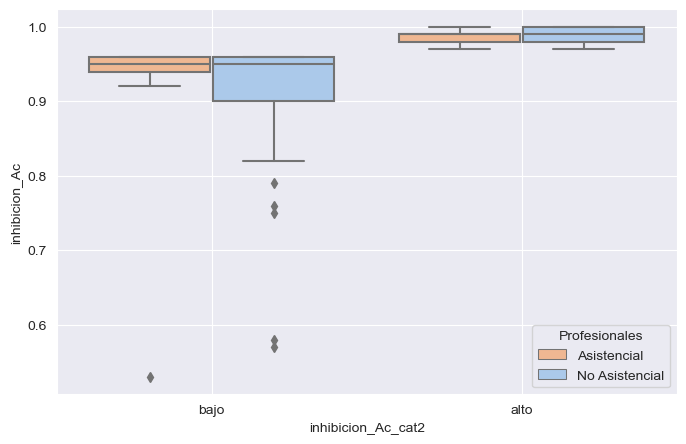 1.0
0.9
0.8
0.7
0.6
inhibicion_Ac
bajo
alto
inhibicion_Ac_cat2
Profesionales
Asistencial
No Asistencial